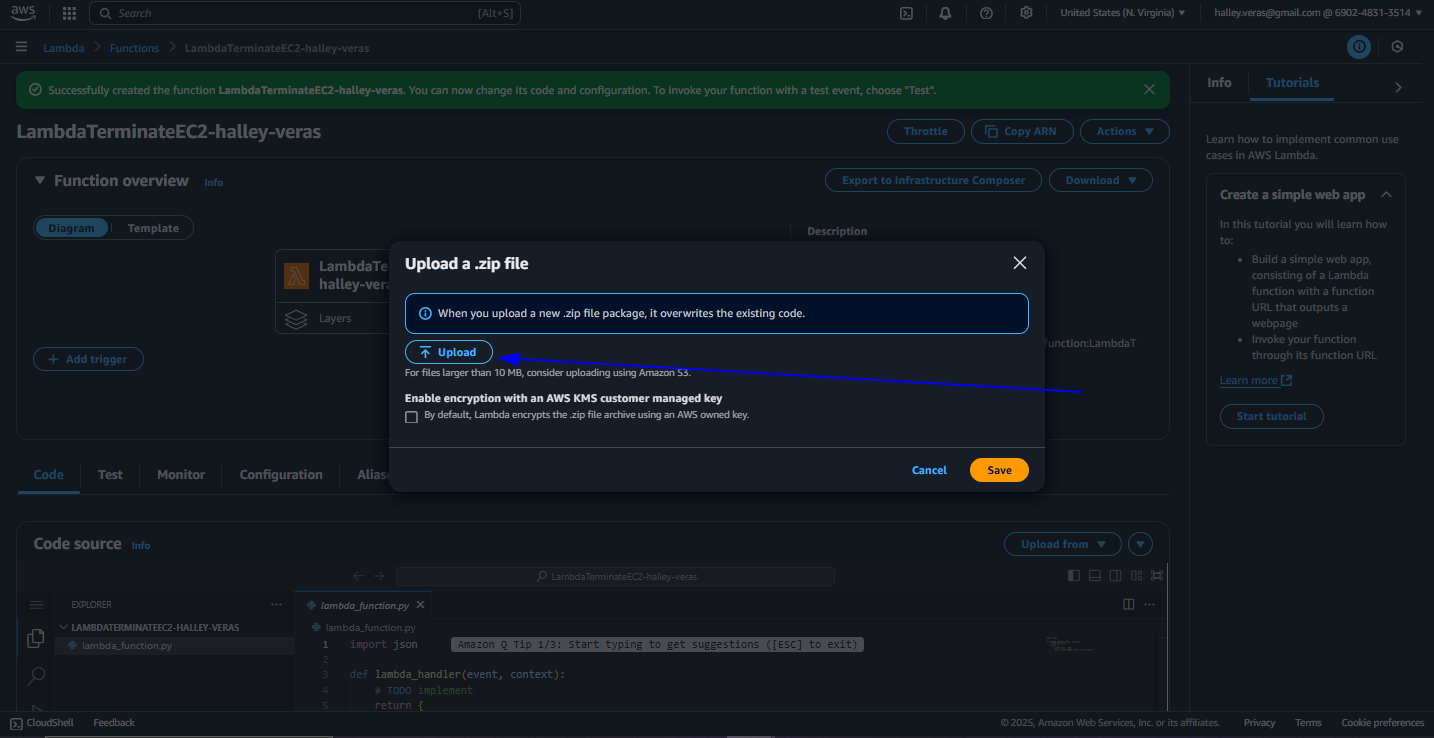 aws
Search [Alt+S]
United States (N. Virginia)
halley.veras@gmail.com @ 6902-4831-3514
Lambda > Functions > LambdaTerminateEC2-halley-veras
Successfully created the function LambdaTerminateEC2-halley-veras. You can now change its code and configuration. To invoke your function with a test event, choose "Test".
LambdaTerminateEC2-halley-veras
Throttle
Copy ARN
Actions
Function overview Info
Export to Infrastructure Composer
Download
Diagram
Template
Description
LambdaTe
halley-vera
Layers
Add trigger
function:LambdaT
Upload a .zip file
When you upload a new .zip file package, it overwrites the existing code.
Upload
For files larger than 10 MB, consider uploading using Amazon S3.
Enable encryption with an AWS KMS customer managed key
By default, Lambda encrypts the .zip file archive using an AWS owned key.
Cancel
Save
Code
Test
Monitor
Configuration
Aliase
Code source Info
Upload from
LambdaTerminateEC2-halley-veras
EXPLORER
LAMBDATERMINATEEC2-HALLEY-VERAS
lambda_function.py
lambda_function.py
lambda_function.py
1 import json
Amazon Q Tip 1/3: Start typing to get suggestions ([ESC] to exit)
2
3 def lambda_handler(event, context):
4 # TODO implement
5 return {
Info
Tutorials
Learn how to implement common use
cases in AWS Lambda.
Create a simple web app
In this tutorial you will learn how
to:
• Build a simple web app,
consisting of a Lambda
function with a function
URL that outputs a
webpage
• Invoke your function
through its function URL
Learn more
Start tutorial
CloudShell
Feedback
© 2025, Amazon Web Services, Inc. or its affiliates.
Privacy
Terms
Cookie preferences